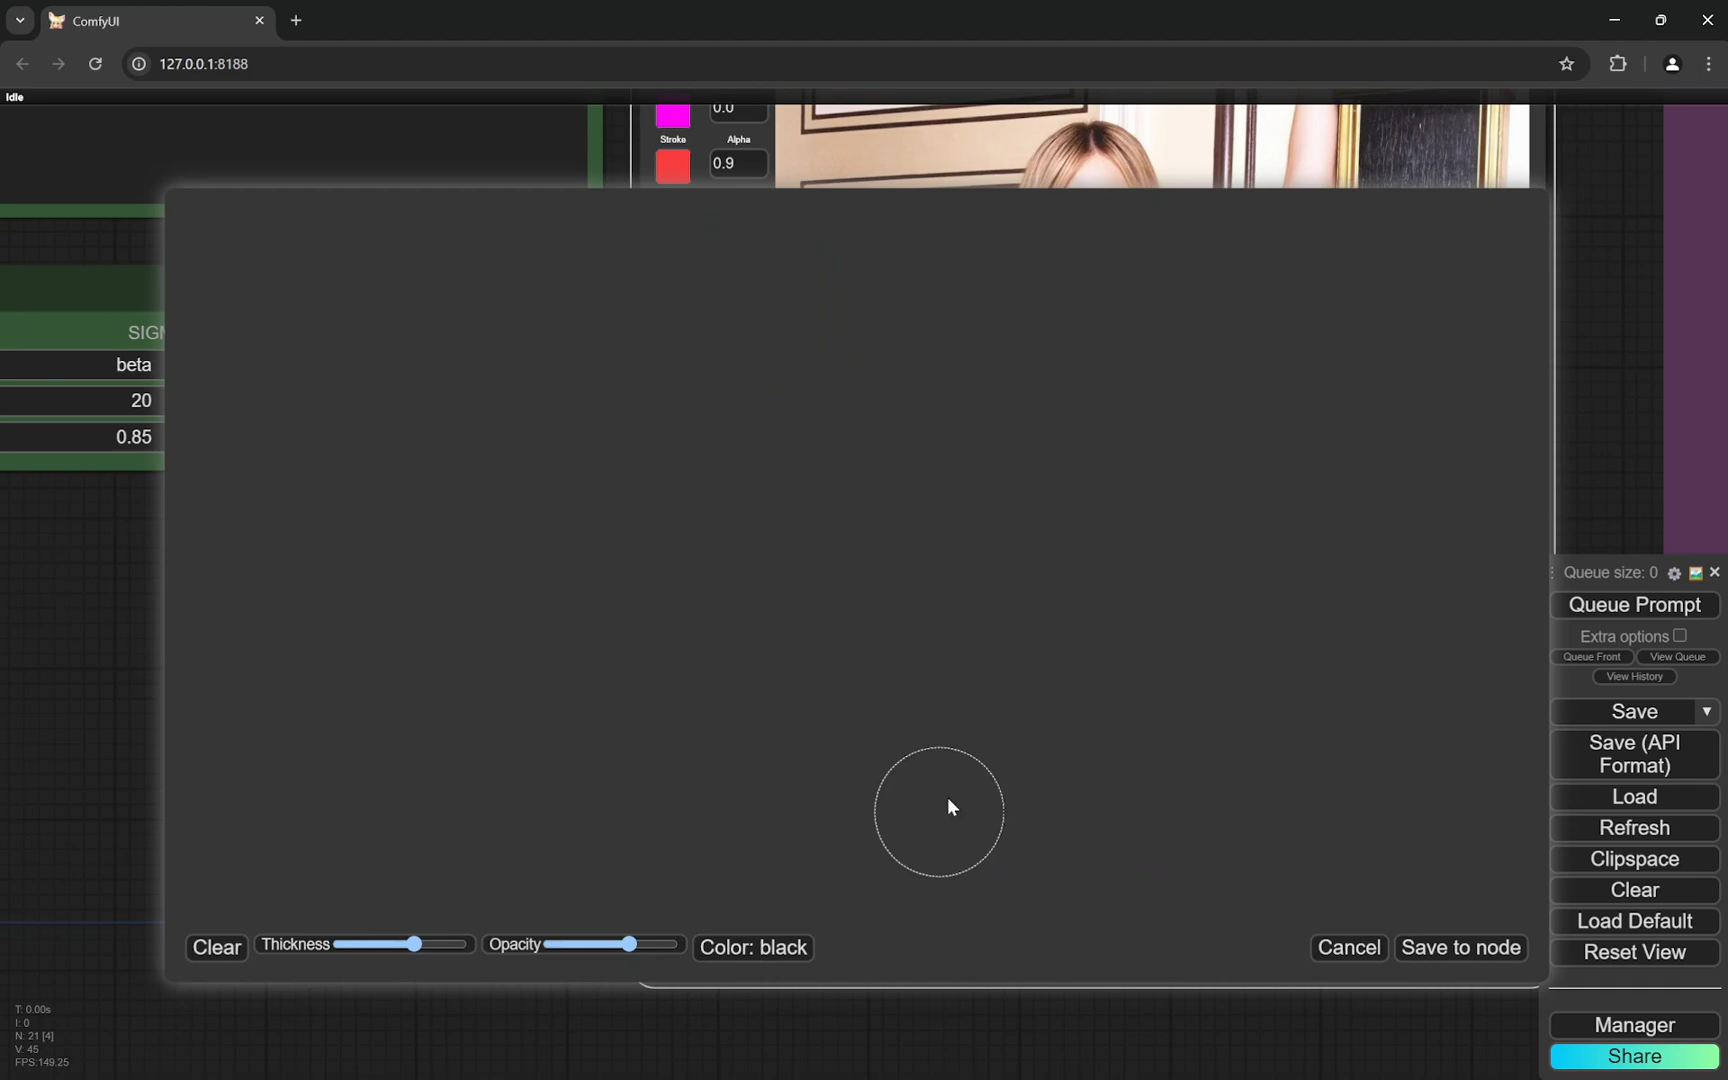 ComfyUI
127.0.0.1:8188
Idle
0.0
Stroke Alpha
0.9
beta
20
0.85
Queue size: 0
Queue Prompt
Extra options
Queue Front View Queue
View History
Save
Save (API
Format)
Load
Refresh
Clipspace
Clear
Load Default
Reset View
Clear Thickness Opacity Color: black Cancel Save to node
T: 0.00s
I: 0
N: 21 [4]
V: 45
FPS:149.25
Manager
Share